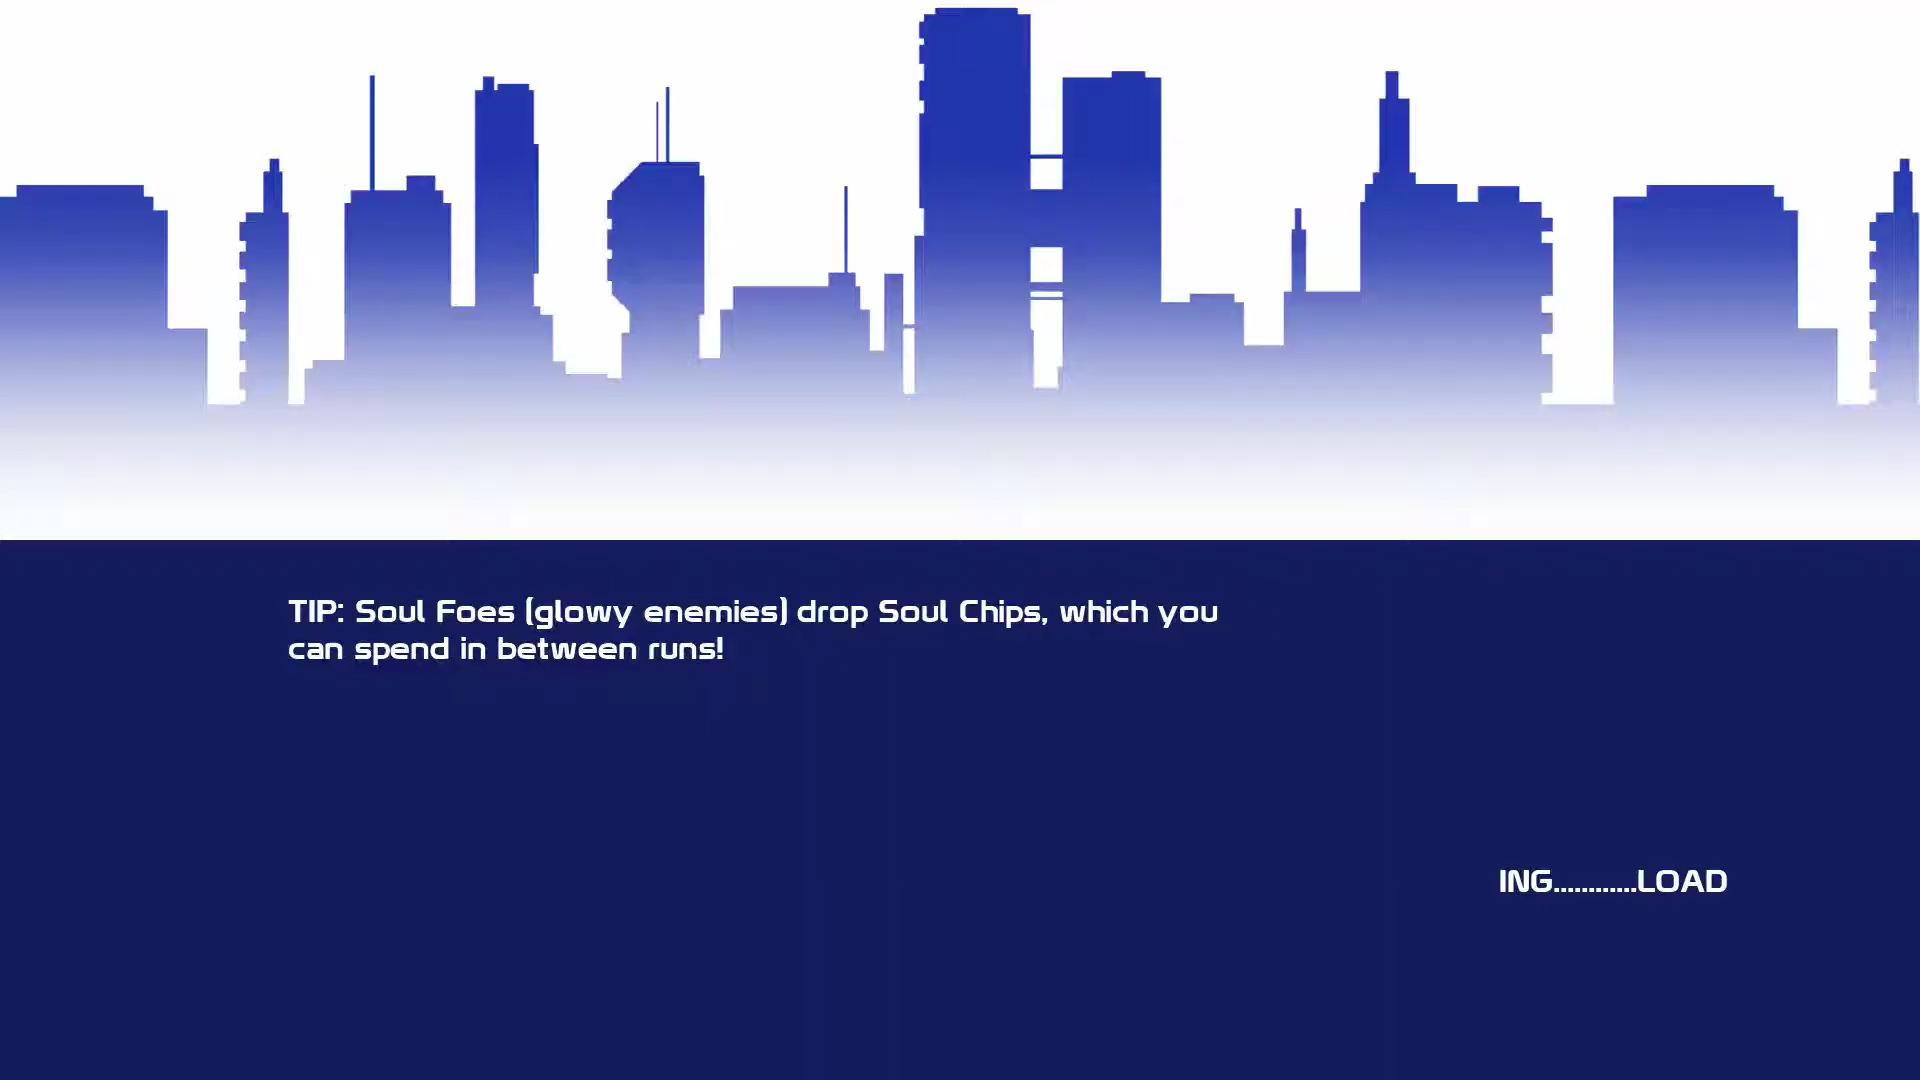 TIP: Soul Foes (glowy enemies) drop Soul Chips, which you
can spend in between runs!
ING............LOAD